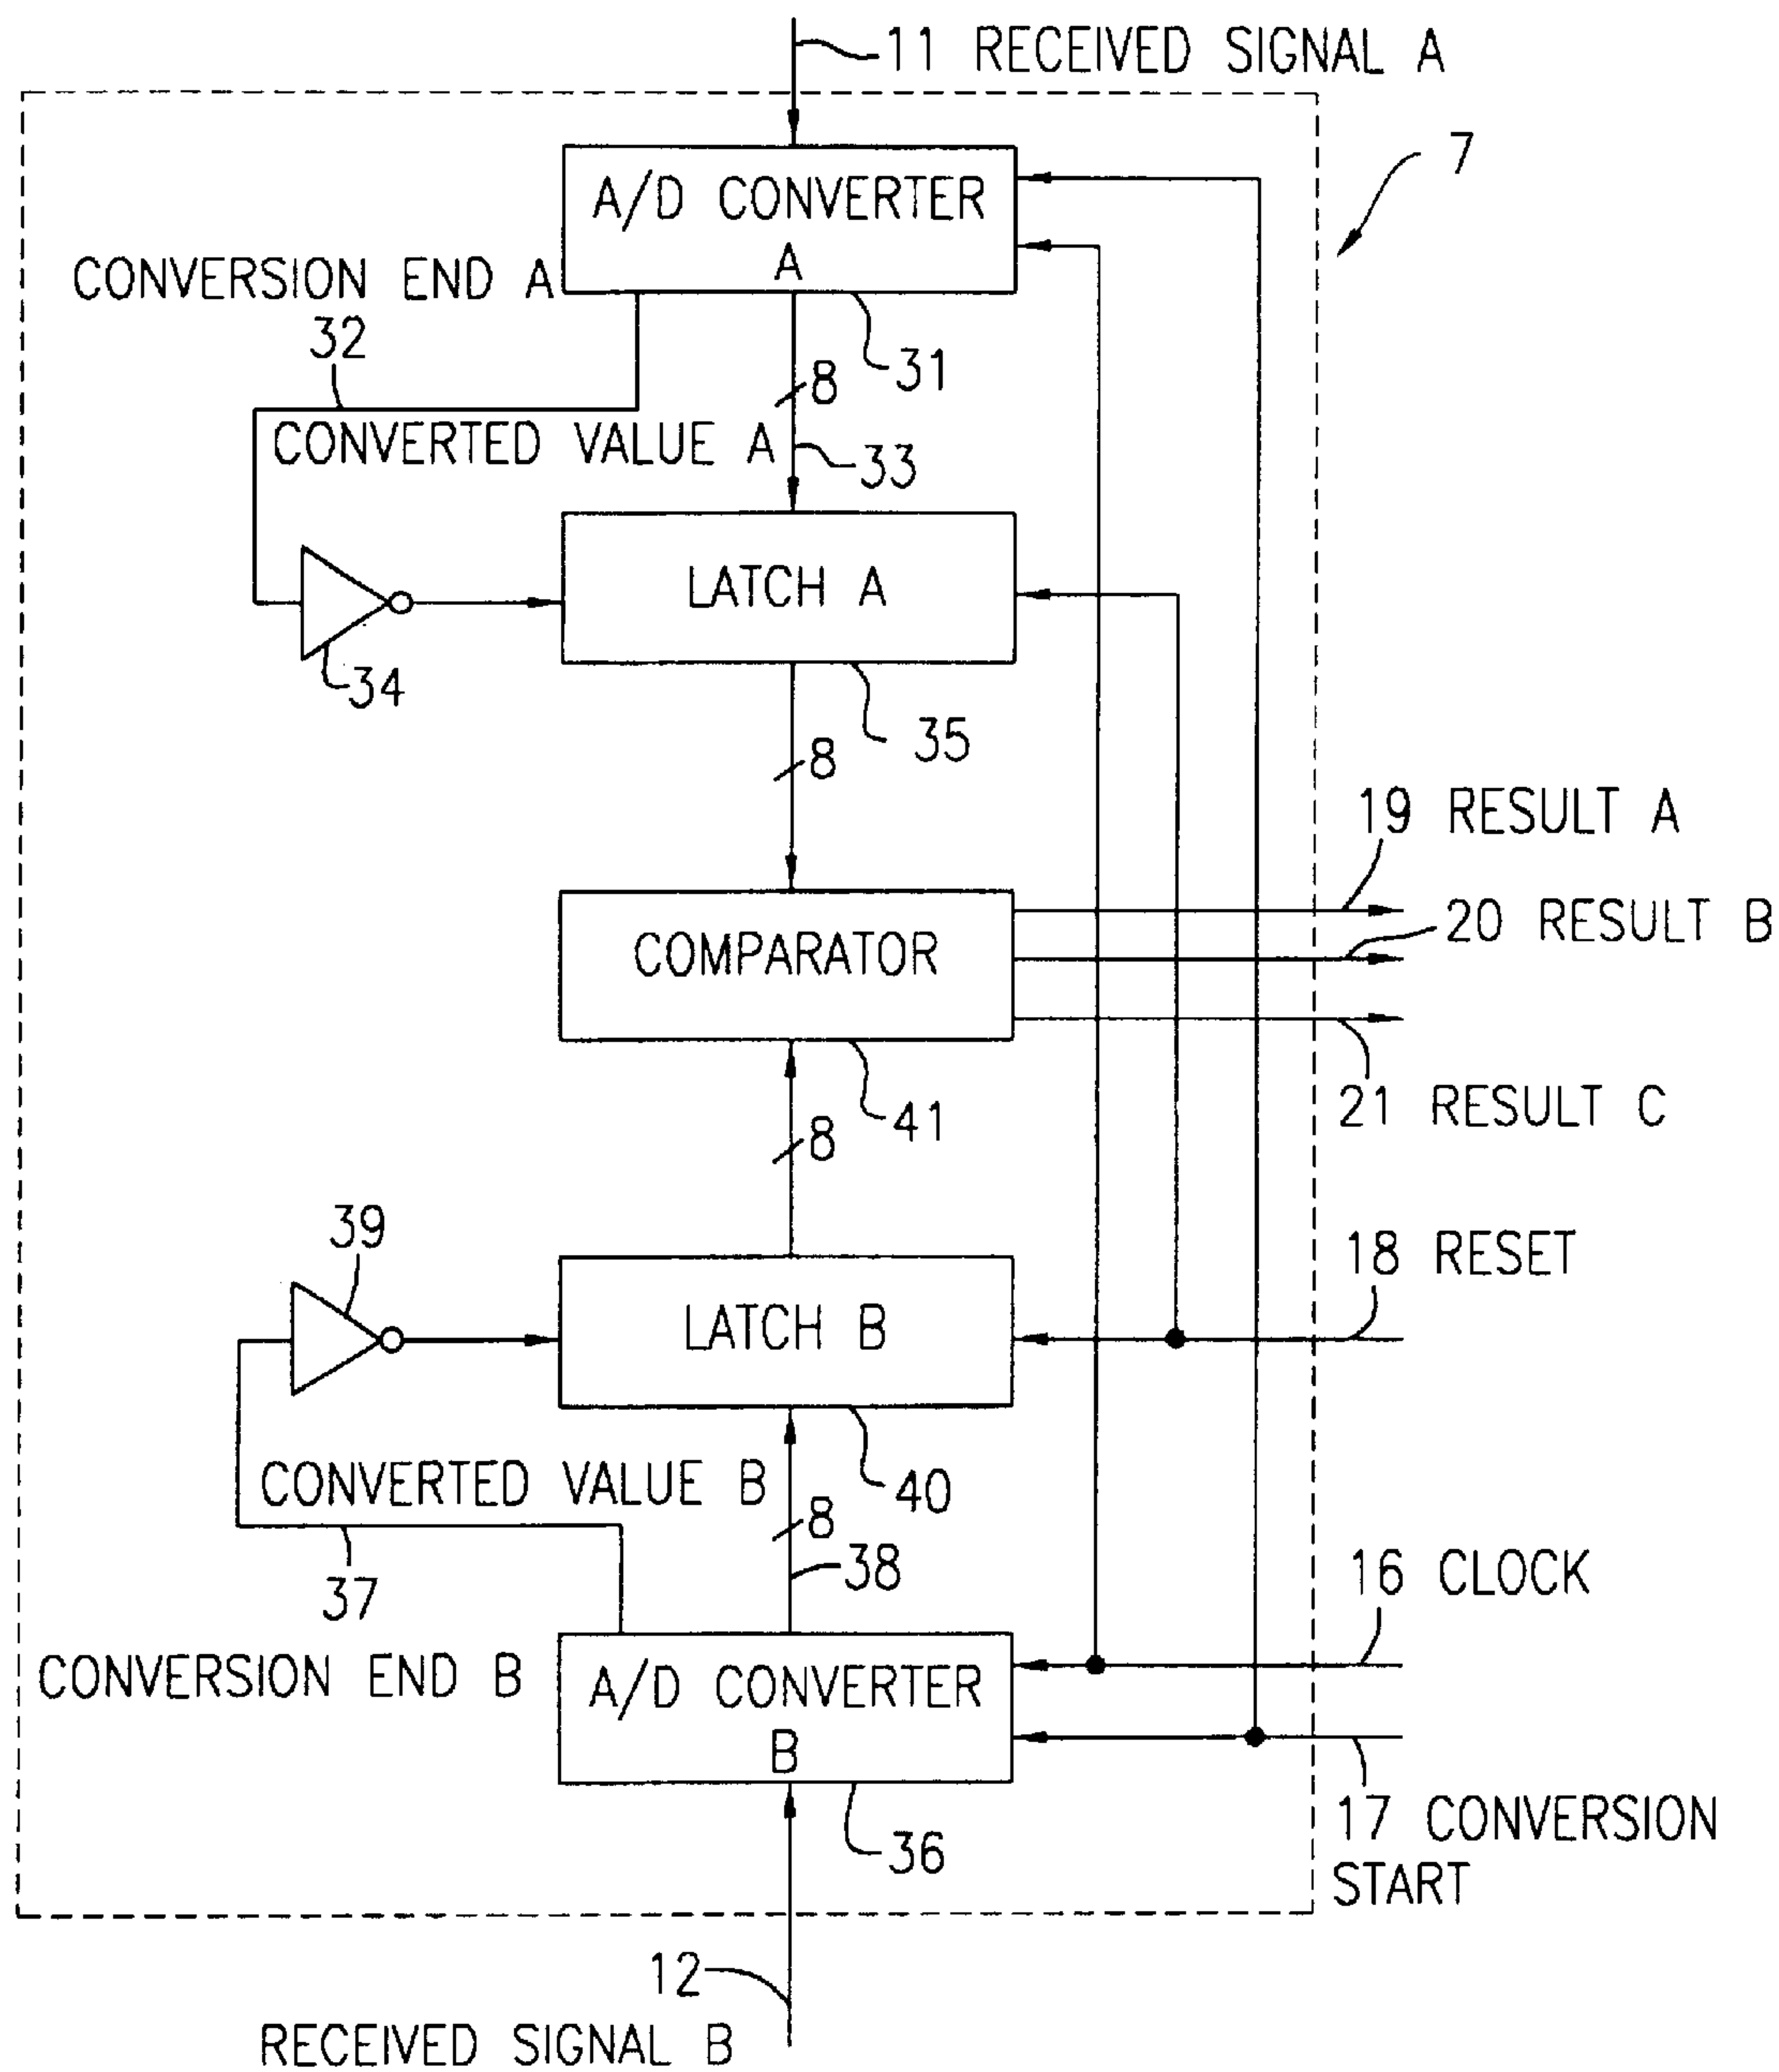 11 RECEIVED SIGNAL A
7
A/D CONVERTER
A
CONVERSION END A
32
31
8
CONVERTED VALUE A
33
LATCH A
34
35
8
19 RESULT A
20 RESULT B
COMPARATOR
21 RESULT C
41
8
39
18 RESET
LATCH B
CONVERTED VALUE B
40
8
38
37
16 CLOCK
CONVERSION END B
A/D CONVERTER
B
36
17 CONVERSION
START
12
RECEIVED SIGNAL B